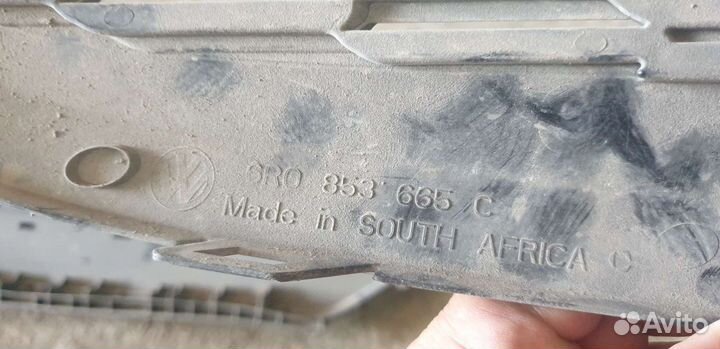 6R0 853 665 C
Made in SOUTH AFRICA C
Avito